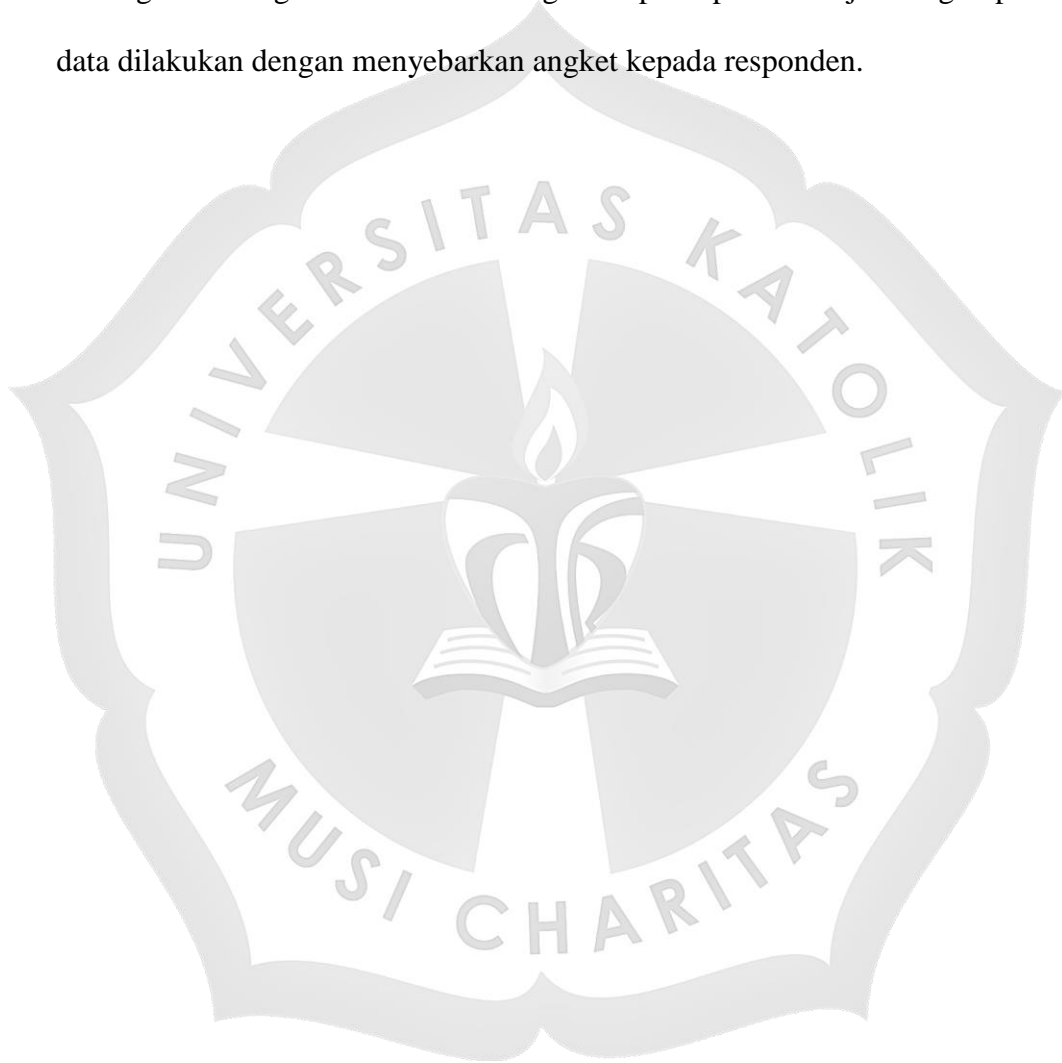 data dilakukan dengan menyebarkan angket kepada responden.
UNIVERSITAS KATOLIK
MUSI CHARITAS